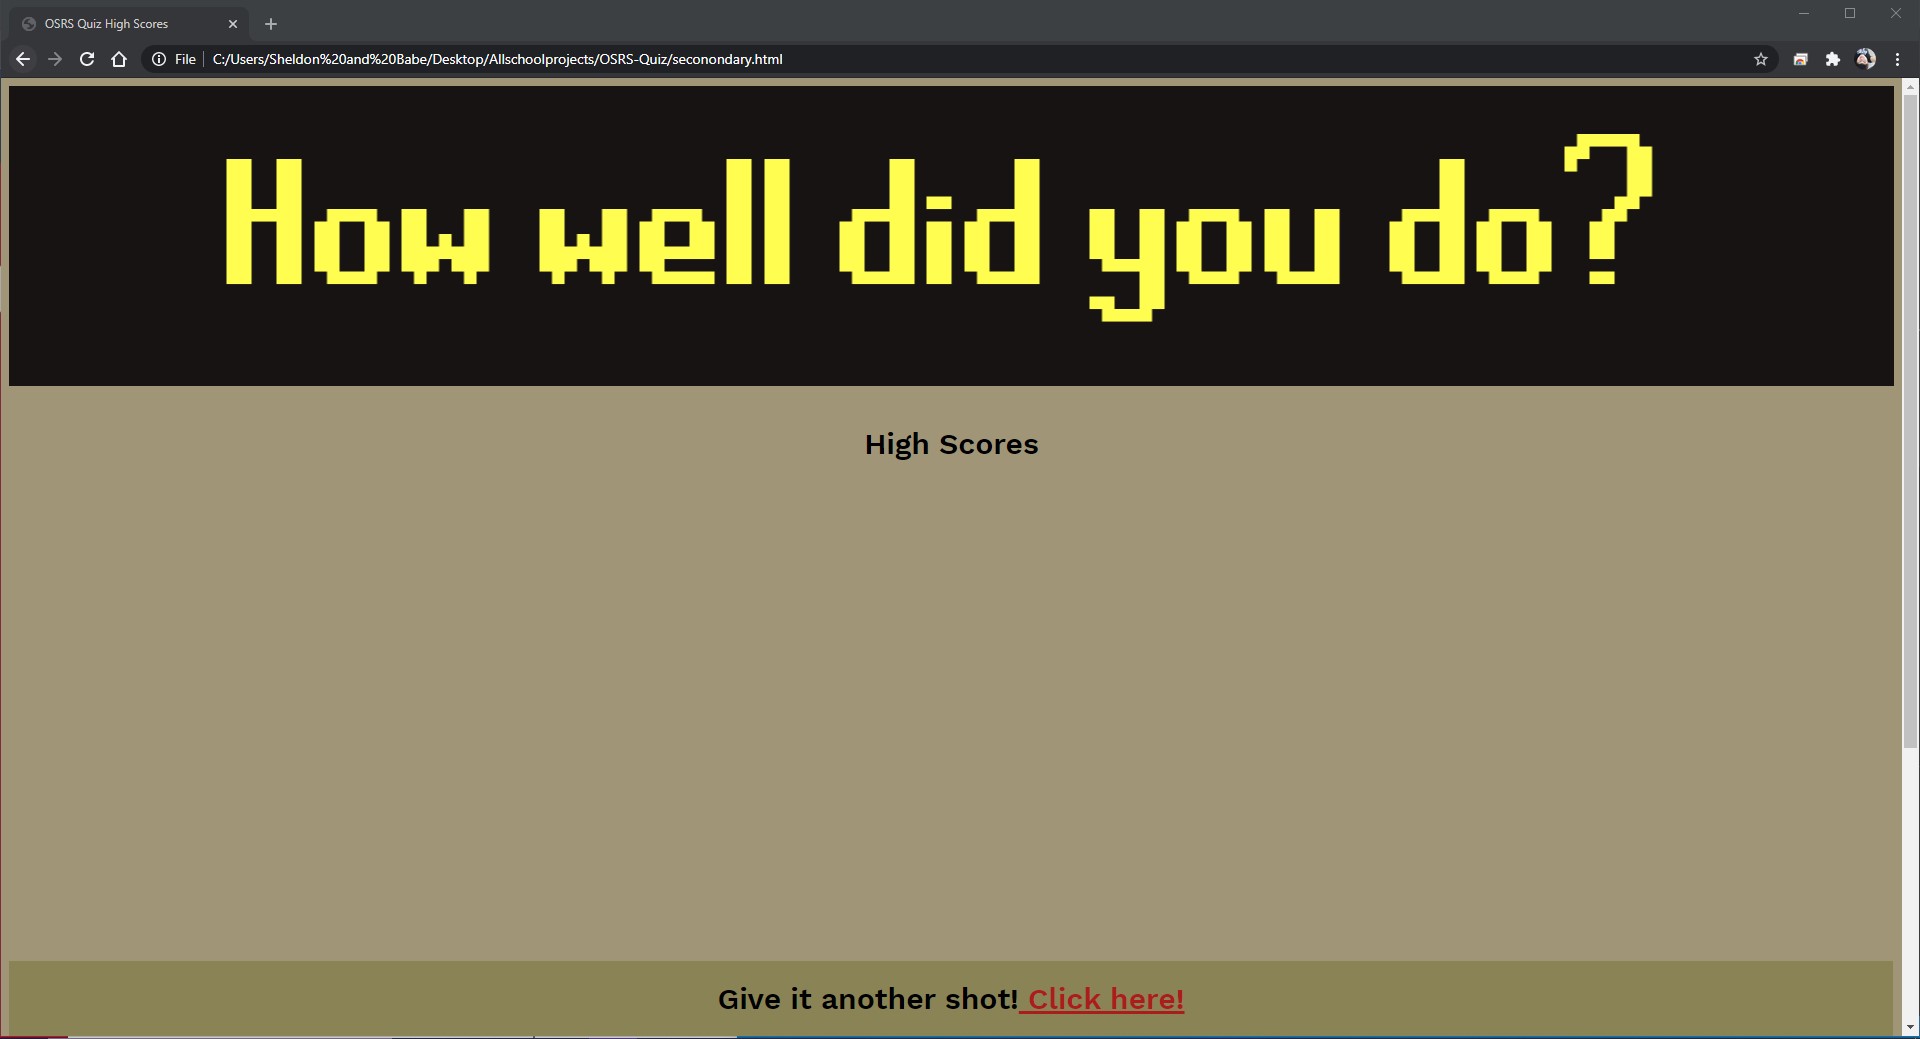 OSRS Quiz High Scores
File C:/Users/Sheldon%20and%20Babe/Desktop/Allschoolprojects/OSRS-Quiz/seconondary.html
How well did you do?
High Scores
Give it another shot! Click here!